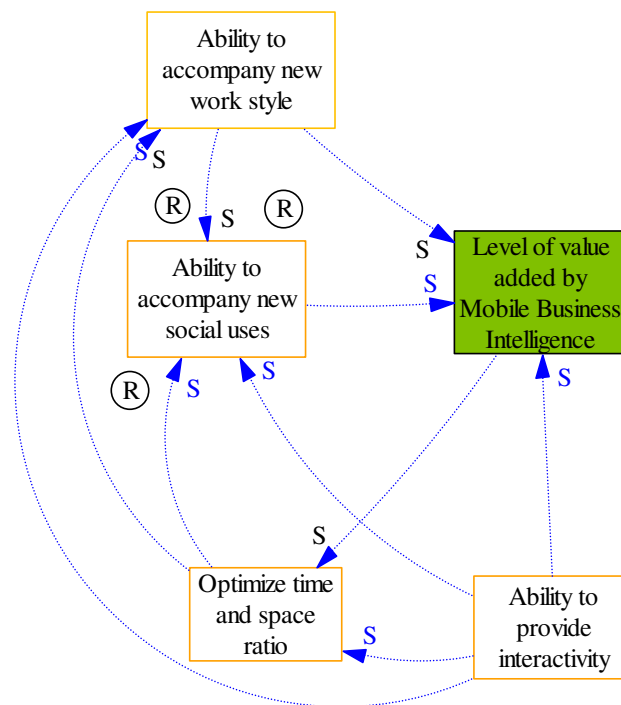 Ability to
accompany new
work style
S
S
R
R
S
S
Ability to
accompany new
social uses
S
Level of value
added by
Mobile Business
Intelligence
R
S
S
S
S
Optimize time
and space
ratio
S
Ability to
provide
interactivity